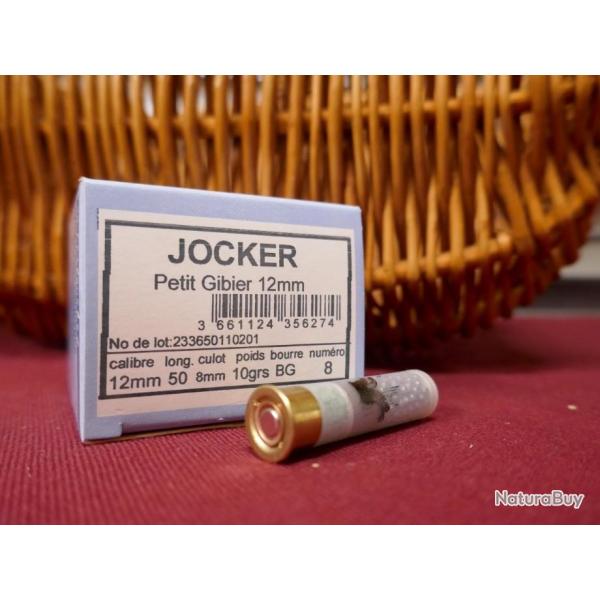 JOCKER
Petit Gibier 12mm
3 661124 356274
No de lot:233650110201
calibre long. culot poids bourre numéro
12mm 50 8mm 10grs BG 8
NaturaBuy